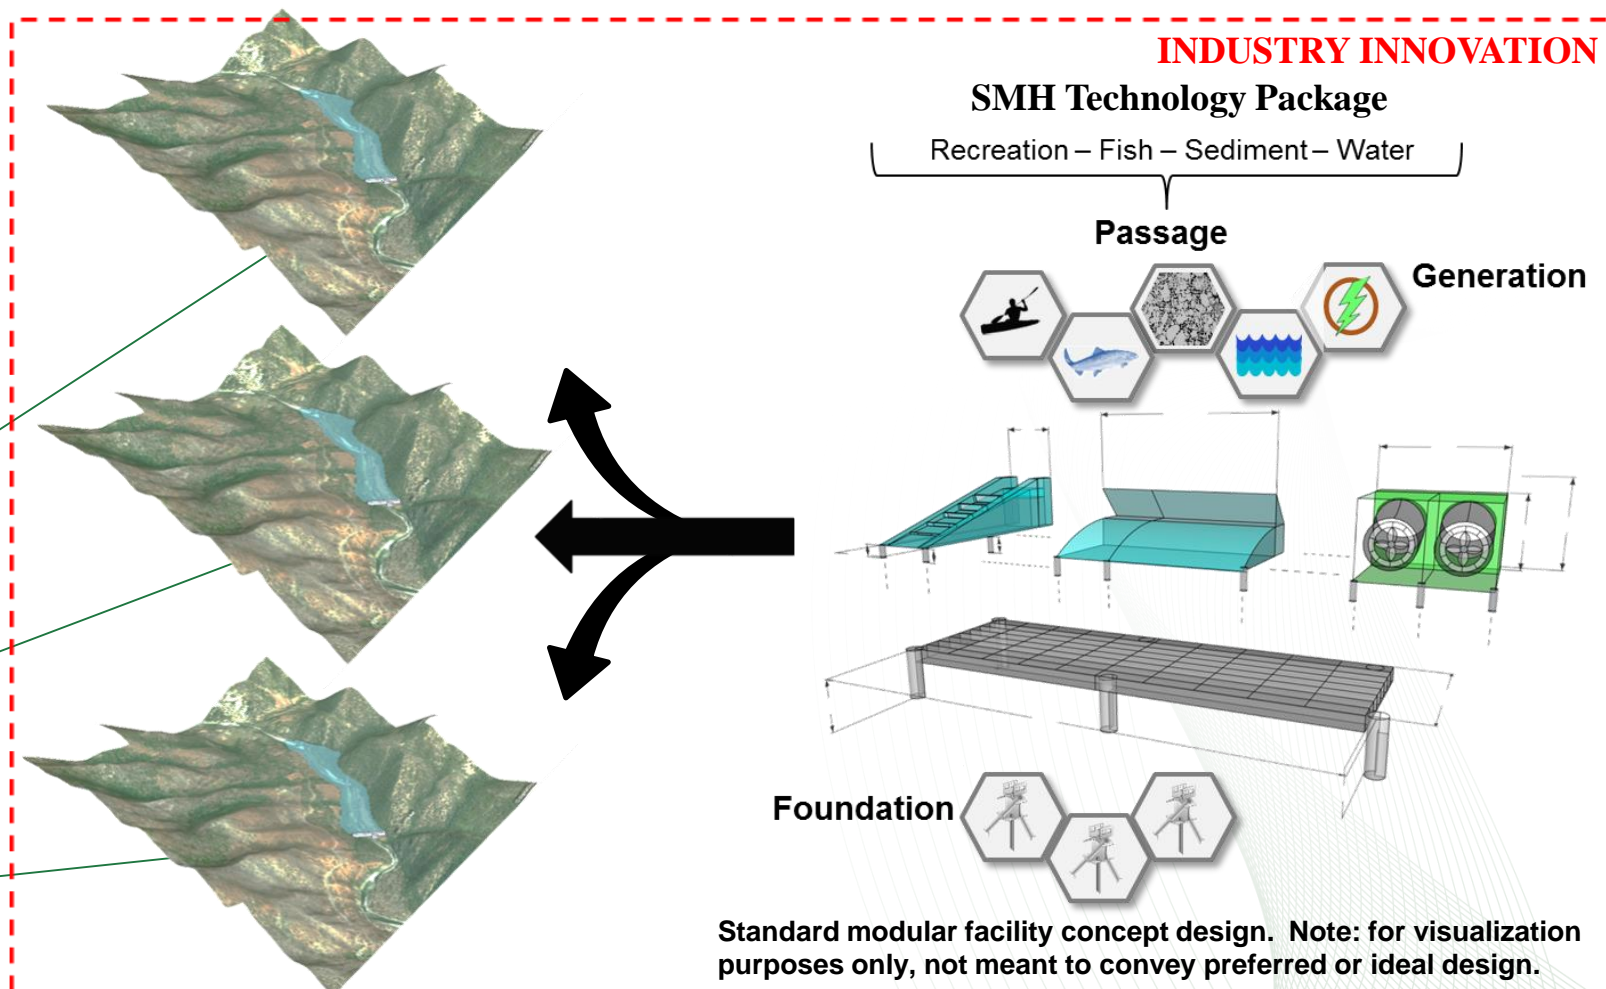 INDUSTRY INNOVATION
SMH Technology Package
Recreation – Fish – Sediment – Water
Passage
Generation
Foundation
Standard modular facility concept design.  Note: for visualization
purposes only, not meant to convey preferred or ideal design.